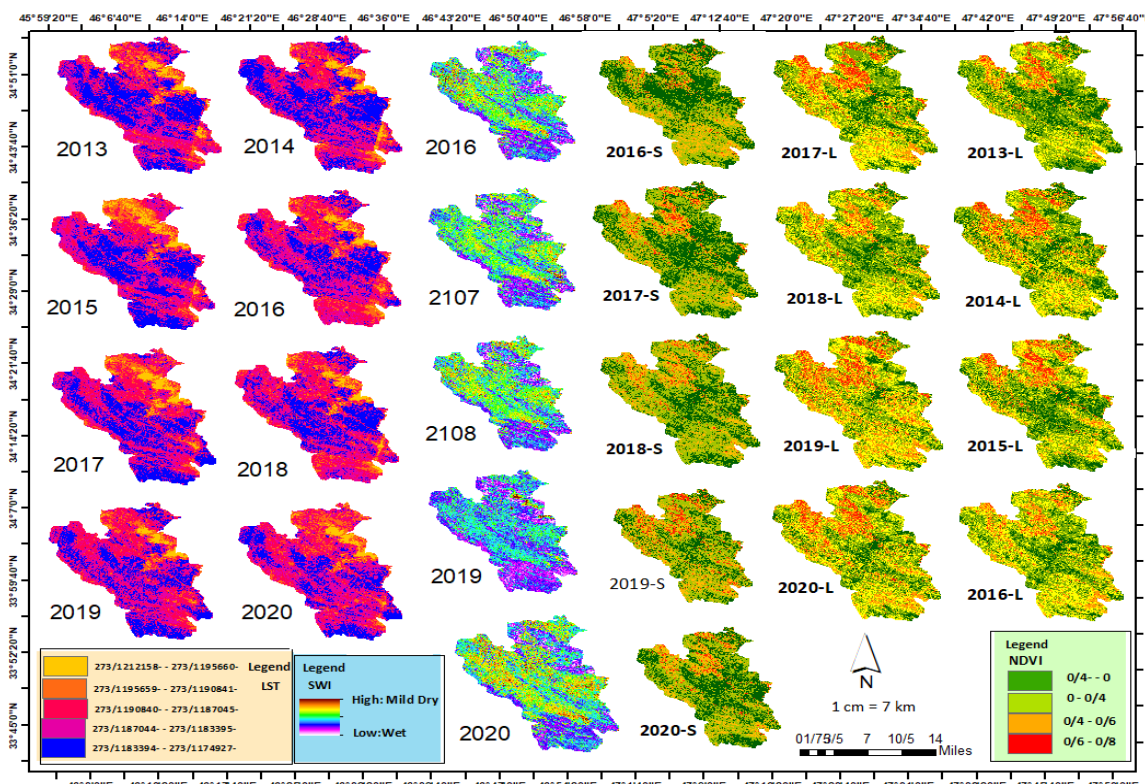 45°59'20"E 46°6'40"E 46°14'0"E 46°21'20"E 46°28'40"E 46°36'0"E 46°43'20"E 46°50'40"E 46°58'0"E 47°5'20"E 47°12'40"E 47°20'0"E 47°27'20"E 47°34'40"E 47°42'0"E 47°49'20"E 47°56'40"E
34°51'0"N
34°43'40"N
34°36'20"N
34°29'0"N
34°21'40"N
34°14'20"N
34°7'0"N
33°59'40"N
33°52'20"N
33°45'0"N
2013 2014 2016 2016-S 2017-L 2013-L
2015 2016 2107 2017-S 2018-L 2014-L
2017 2018 2108 2018-S 2019-L 2015-L
2019 2020 2019 2019-S 2020-L 2016-L
2020 2020-S
273/1212158- - 273/1195660- Legend
273/1195659- - 273/1190841- LST
273/1190840- - 273/1187045-
273/1187044- - 273/1183395-
273/1183394- - 273/1174927-
Legend
SWI
High: Mild Dry
Low:Wet
N
1 cm = 7 km
01/75/5 7 10/5 14
Miles
Legend
NDVI
0/4- - 0
0 - 0/4
0/4 - 0/6
0/6 - 0/8